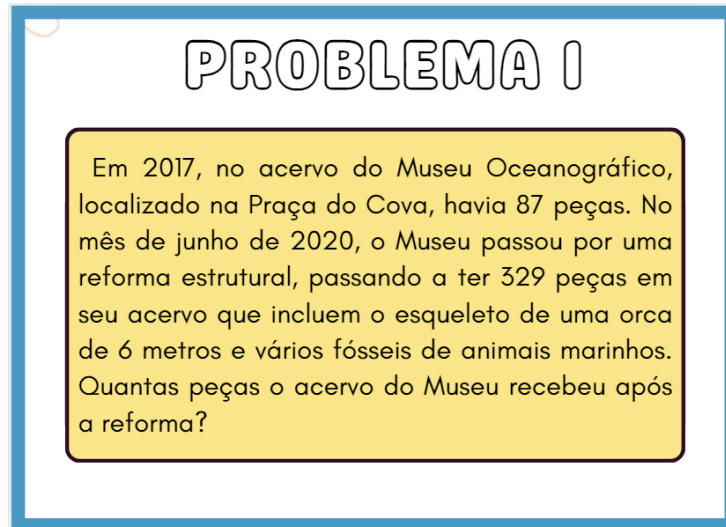 PROBLEMA I
Em 2017, no acervo do Museu Oceanográfico,
localizado na Praça do Cova, havia 87 peças. No
mês de junho de 2020, o Museu passou por uma
reforma estrutural, passando a ter 329 peças em
seu acervo que incluem o esqueleto de uma orca
de 6 metros e vários fósseis de animais marinhos.
Quantas peças o acervo do Museu recebeu após
a reforma?